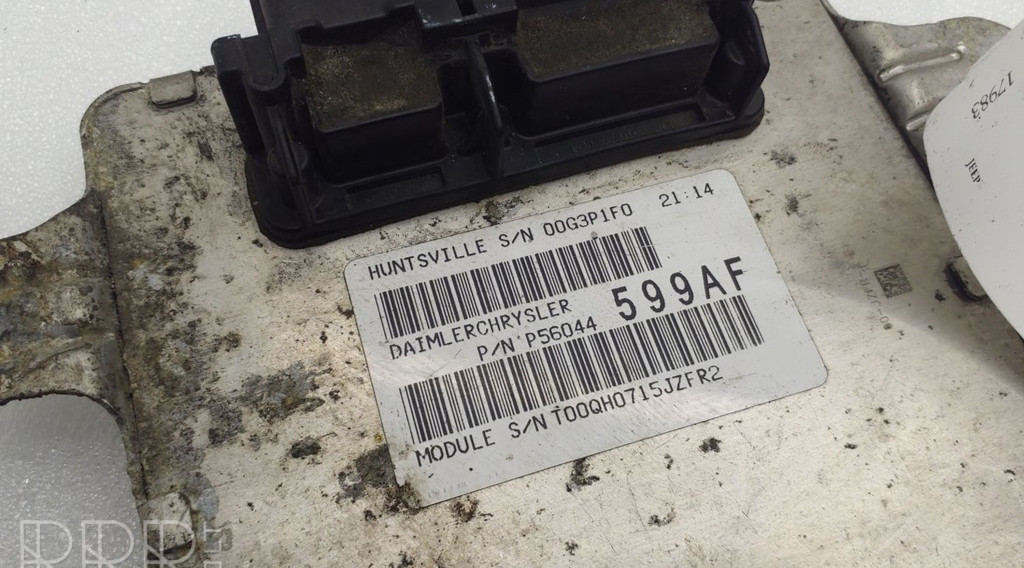 HUNTSVILLE S/N 00G3P1F0 21:14
DAIMLERCHRYSLER
P/N P56044 599AF
MODULE S/N T00QH0715JZFR2
17983
JEEP